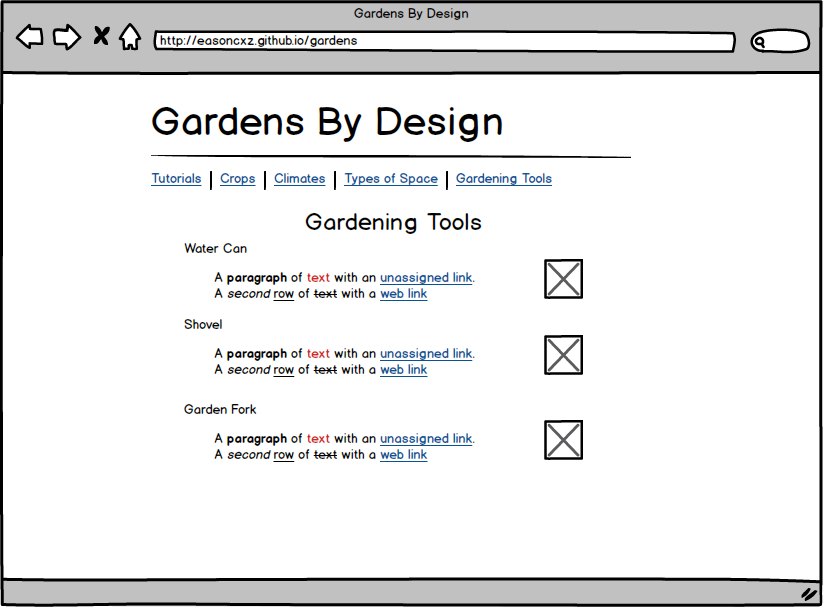 Gardens By Design
http://easoncxz.github.io/gardens
Gardens By Design
Tutorials | Crops | Climates | Types of Space | Gardening Tools
Gardening Tools
Water Can
A paragraph of text with an unassigned link.
A second row of text with a web link
Shovel
A paragraph of text with an unassigned link.
A second row of text with a web link
Garden Fork
A paragraph of text with an unassigned link.
A second row of text with a web link